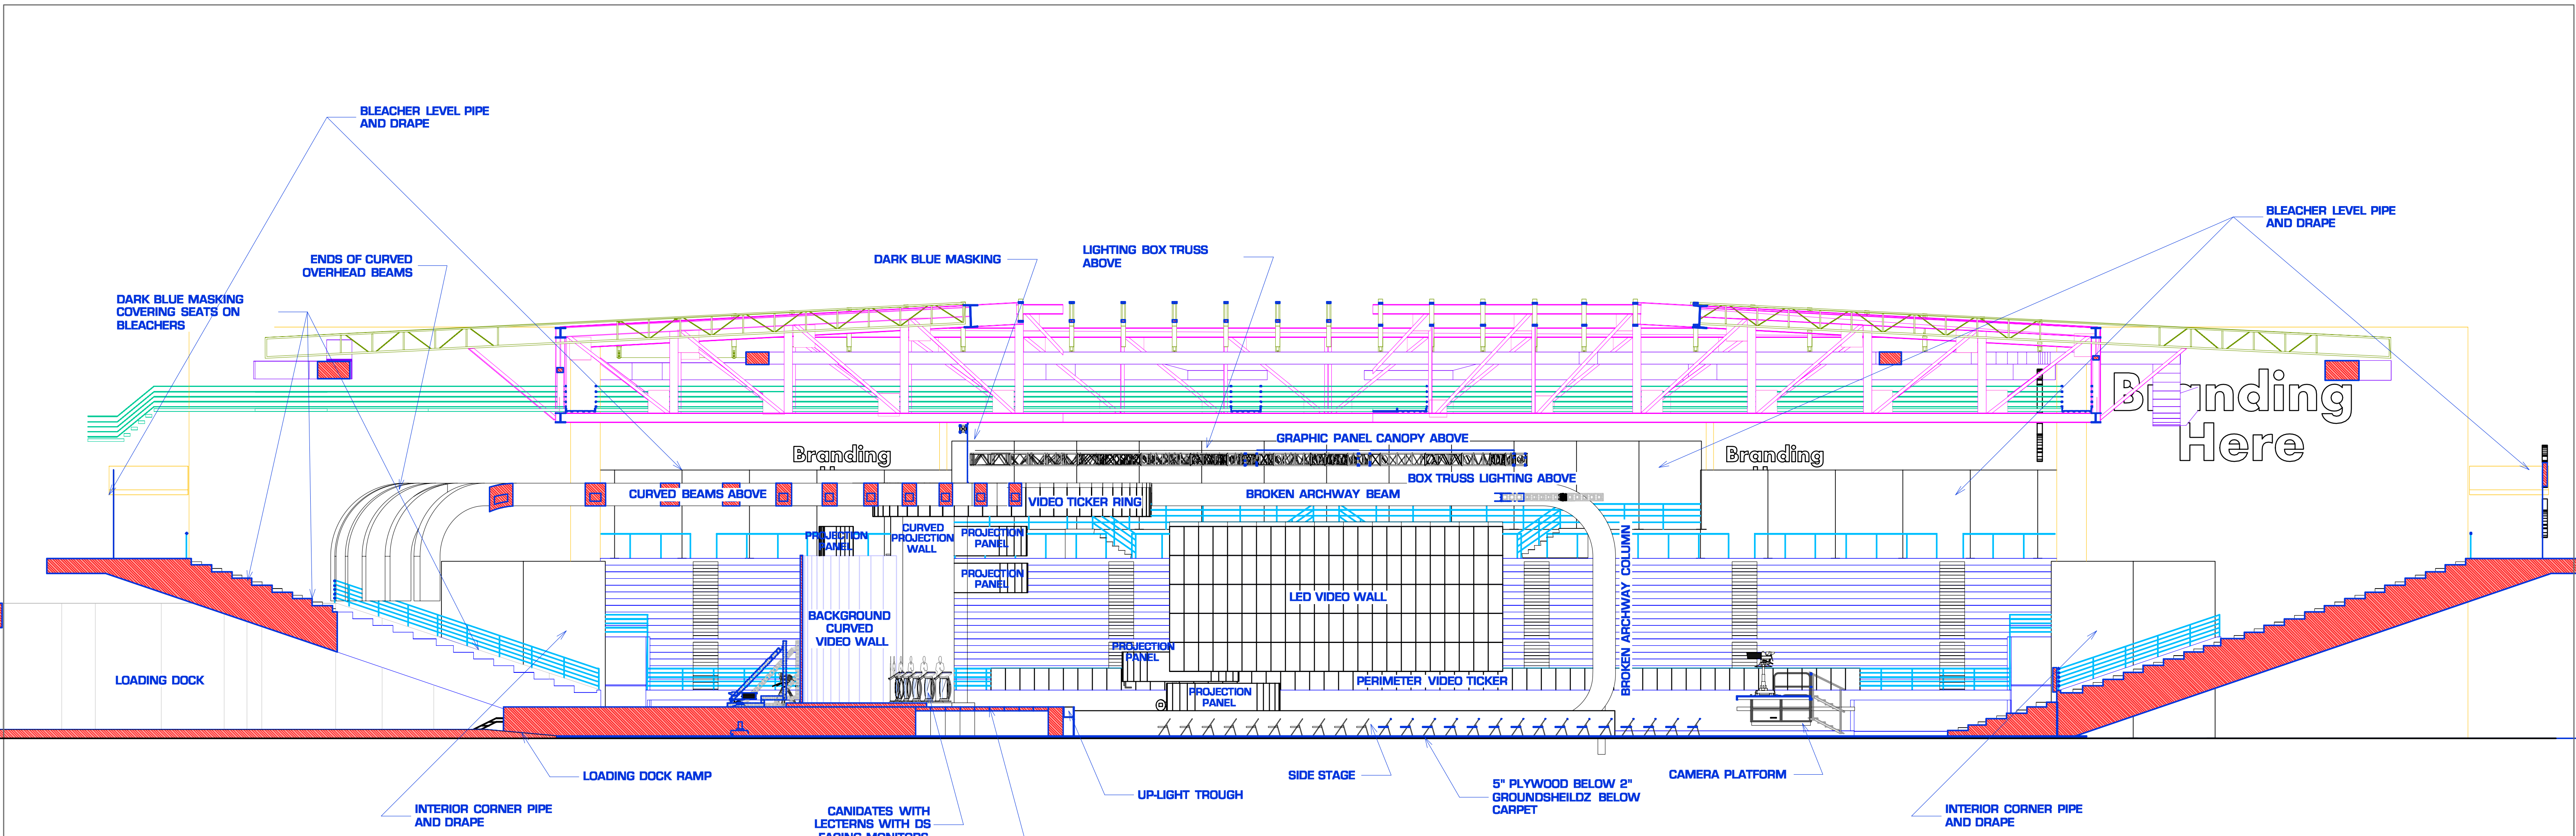 BLEACHER LEVEL PIPE
AND DRAPE
BLEACHER LEVEL PIPE
AND DRAPE
ENDS OF CURVED
OVERHEAD BEAMS
DARK BLUE MASKING
LIGHTING BOX TRUSS
ABOVE
DARK BLUE MASKING
COVERING SEATS ON
BLEACHERS
Branding
Here
GRAPHIC PANEL CANOPY ABOVE
Branding
Branding
BOX TRUSS LIGHTING ABOVE
CURVED BEAMS ABOVE
VIDEO TICKER RING
BROKEN ARCHWAY BEAM
PROJECTION
PANEL
CURVED
PROJECTION
WALL
PROJECTION
PANEL
PROJECTION
PANEL
BROKEN ARCHWAY COLUMN
LED VIDEO WALL
BACKGROUND
CURVED
VIDEO WALL
PROJECTION
PANEL
LOADING DOCK
PERIMETER VIDEO TICKER
PROJECTION
PANEL
LOADING DOCK RAMP
SIDE STAGE
CAMERA PLATFORM
UP-LIGHT TROUGH
5" PLYWOOD BELOW 2"
GROUNDSHEILDZ BELOW
CARPET
INTERIOR CORNER PIPE
AND DRAPE
CANIDATES WITH
LECTERNS WITH DS
FACING MONITORS
INTERIOR CORNER PIPE
AND DRAPE